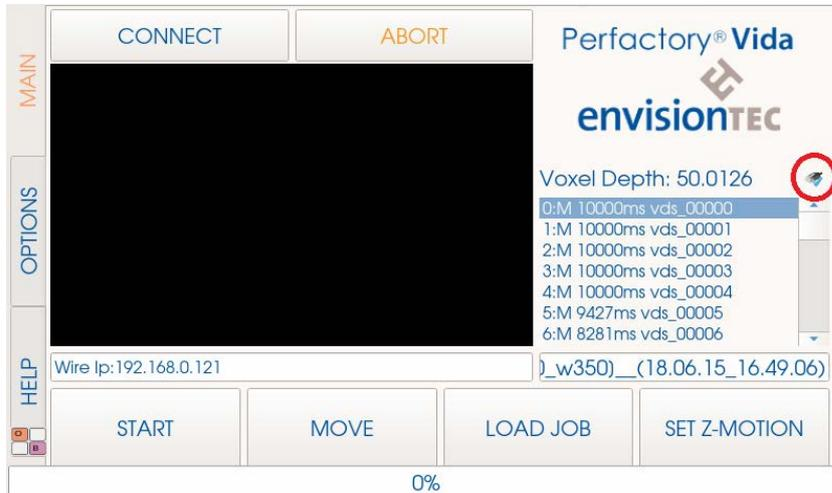 MAIN
OPTIONS
HELP
O
B
CONNECT
ABORT
Perfactory® Vida
envisionTEC
Voxel Depth: 50.0126
0:M 10000ms vds_00000
1:M 10000ms vds_00001
2:M 10000ms vds_00002
3:M 10000ms vds_00003
4:M 10000ms vds_00004
5:M 9427ms vds_00005
6:M 8281ms vds_00006
Wire Ip:192.168.0.121
)_w350)__(18.06.15_16.49.06)
START
MOVE
LOAD JOB
SET Z-MOTION
0%